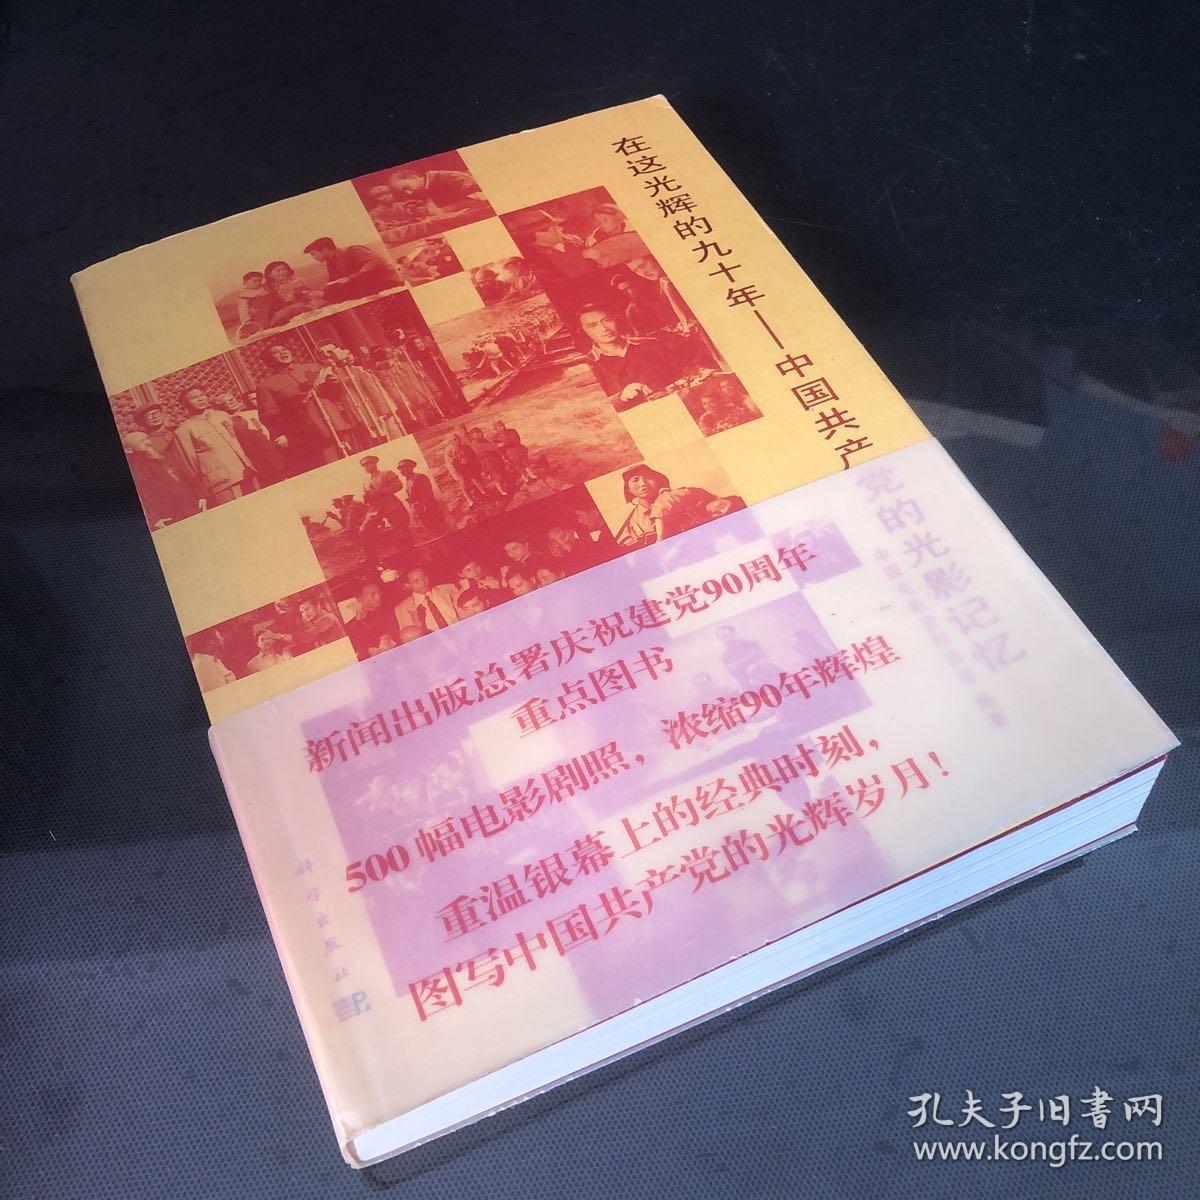 在这光辉的九十年——中国共产党的光影记忆
新闻出版总署庆祝建党90周年
重点图书
500幅电影剧照，浓缩90年辉煌
重温银幕上的经典时刻，
图写中国共产党的光辉岁月！
科学出版社
孔夫子旧書网
www.kongfz.com